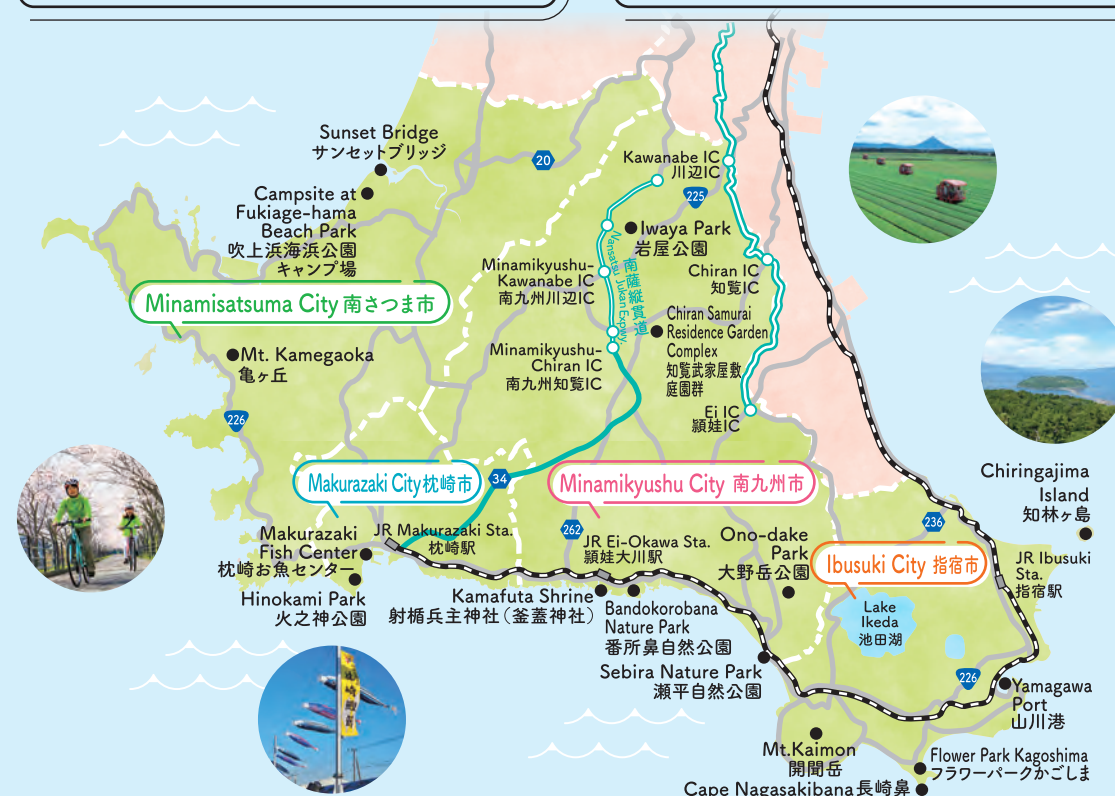 Sunset Bridge
サンセットブリッジ
Campsite at
Fukiage-hama
Beach Park
吹上浜海浜公園
キャンプ場
20
Kawanabe IC
川辺IC
225
Iwaya Park
岩屋公園
Minamikyushu-
Kawanabe IC
南九州川辺IC
Nansatsu Jukan Expwy.
南薩縦貫道
Chiran IC
知覧IC
Minamisatsuma City 南さつま市
Chiran Samurai
Residence Garden
Complex
知覧武家屋敷
庭園群
Mt. Kamegaoka
亀ヶ丘
Minamikyushu-
Chiran IC
南九州知覧IC
226
Ei IC
頴娃IC
Makurazaki City 枕崎市
34
Minamikyushu City 南九州市
Chiringajima
Island
知林ヶ島
Makurazaki
Fish Center
枕崎お魚センター
JR Makurazaki Sta.
枕崎駅
262
JR Ei-Okawa Sta.
頴娃大川駅
Ono-dake
Park
大野岳公園
236
Ibusuki City 指宿市
JR Ibusuki
Sta.
指宿駅
Hinokami Park
火之神公園
Kamafuta Shrine
射楯兵主神社（釜蓋神社）
Bandokorobana
Nature Park
番所鼻自然公園
Lake
Ikeda
池田湖
Sebira Nature Park
瀬平自然公園
226
Yamagawa
Port
山川港
Mt.Kaimon
開聞岳
Flower Park Kagoshima
フラワーパークかごしま
Cape Nagasakibana 長崎鼻